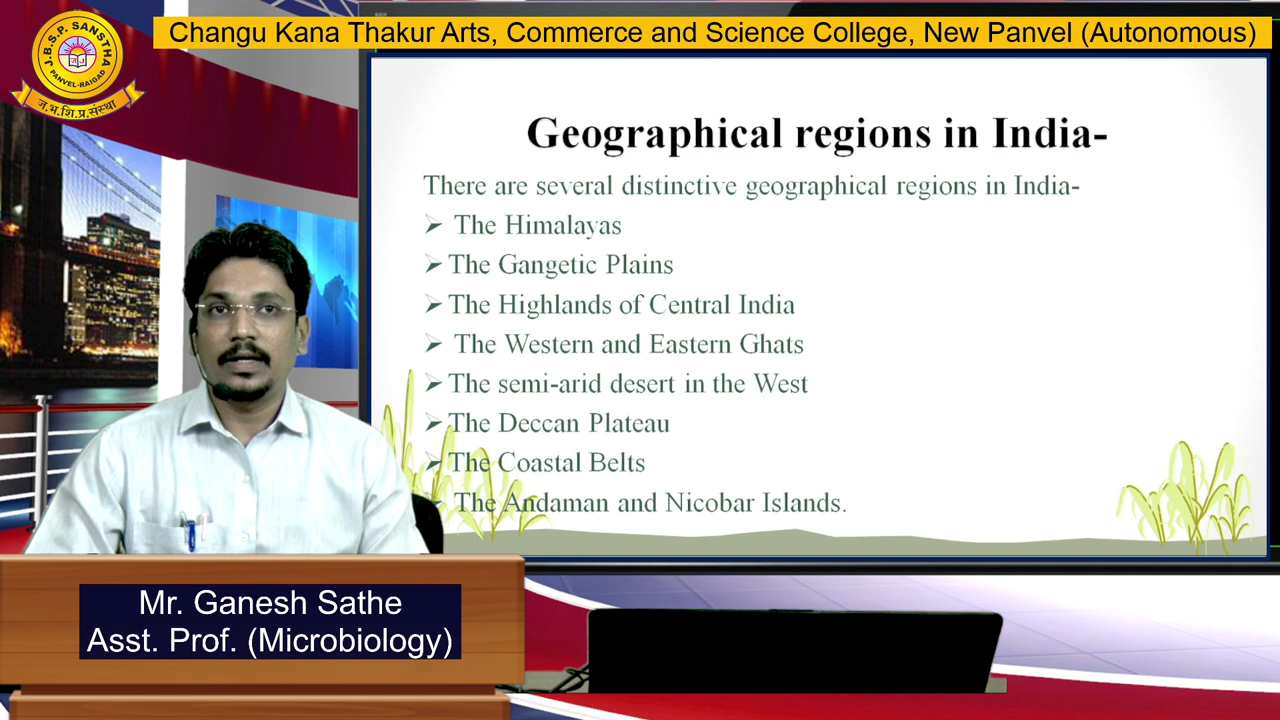 J.B.S.P. SANSTHA
PANVEL-RAIGAD
ज.भ.शि.प्र.संस्था
Changu Kana Thakur Arts, Commerce and Science College, New Panvel (Autonomous)
Geographical regions in India-
There are several distinctive geographical regions in India-
➢ The Himalayas
➢ The Gangetic Plains
➢ The Highlands of Central India
➢ The Western and Eastern Ghats
➢ The semi-arid desert in the West
➢ The Deccan Plateau
➢ The Coastal Belts
➢ The Andaman and Nicobar Islands.
Mr. Ganesh Sathe
Asst. Prof. (Microbiology)